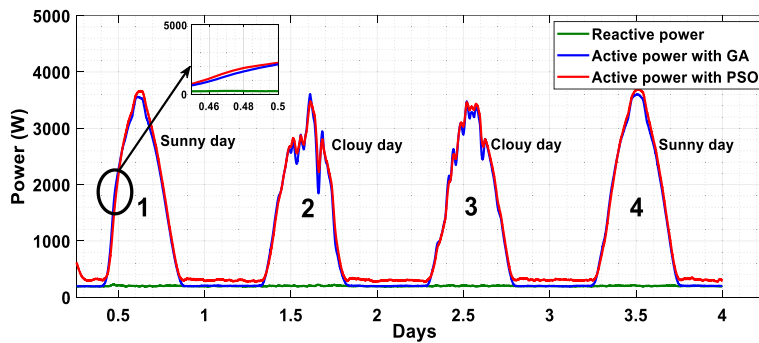 5000
4000
3000
2000
1000
0
Power (W)
5000
0
0.46
0.48
0.5
Reactive power
Active power with GA
Active power with PSO
Sunny day
Clouy day
Clouy day
Sunny day
1
2
3
4
0.5
1
1.5
2
2.5
3
3.5
4
Days